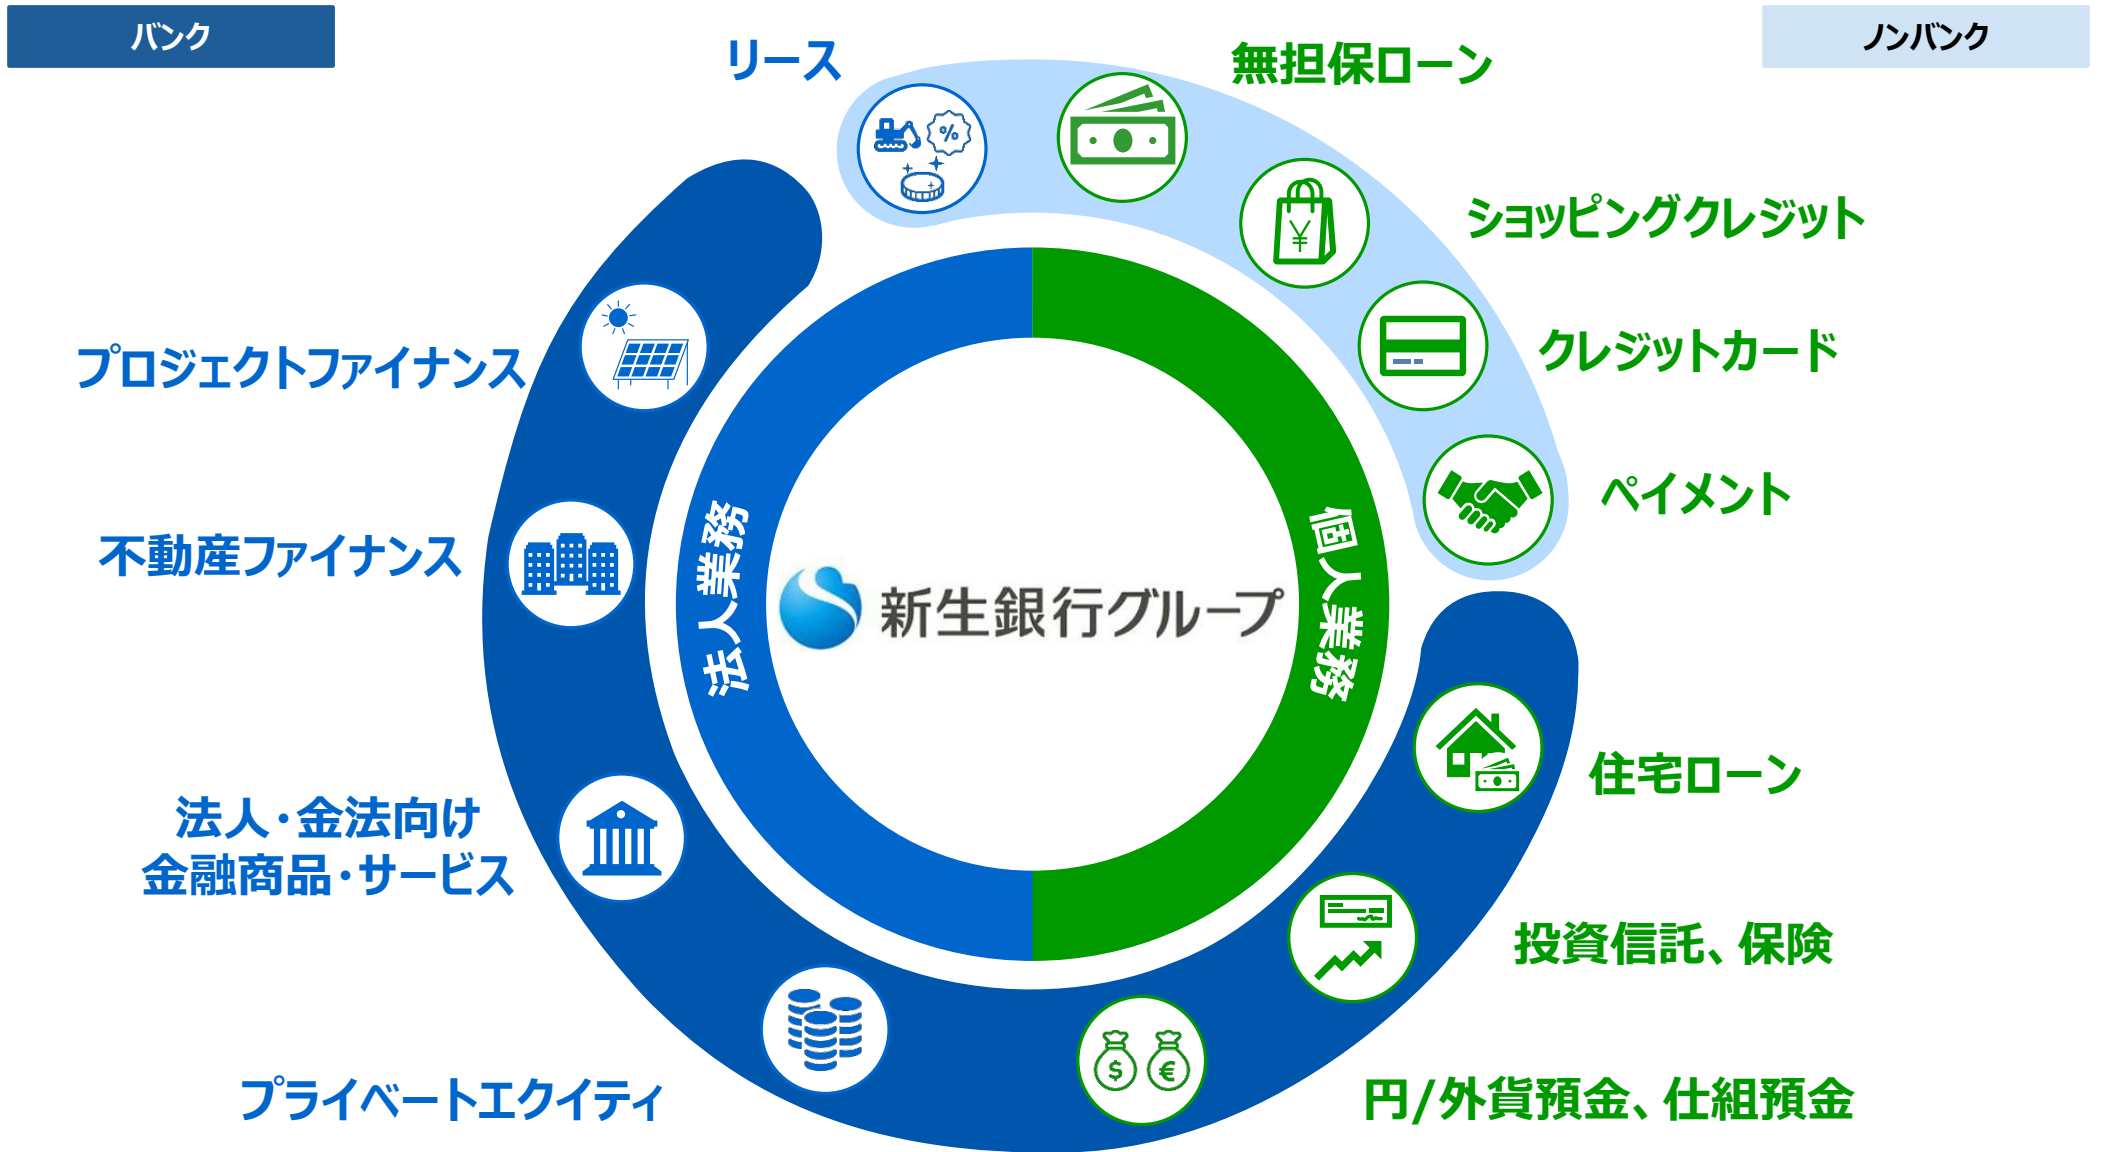 バンク
ノンバンク
リース
無担保ローン
ショッピングクレジット
クレジットカード
ペイメント
プロジェクトファイナンス
不動産ファイナンス
法人業務
新生銀行グループ
個人業務
住宅ローン
法人・金法向け
金融商品・サービス
投資信託、保険
プライベートエクイティ
円/外貨預金、仕組預金
%
¥
$
€